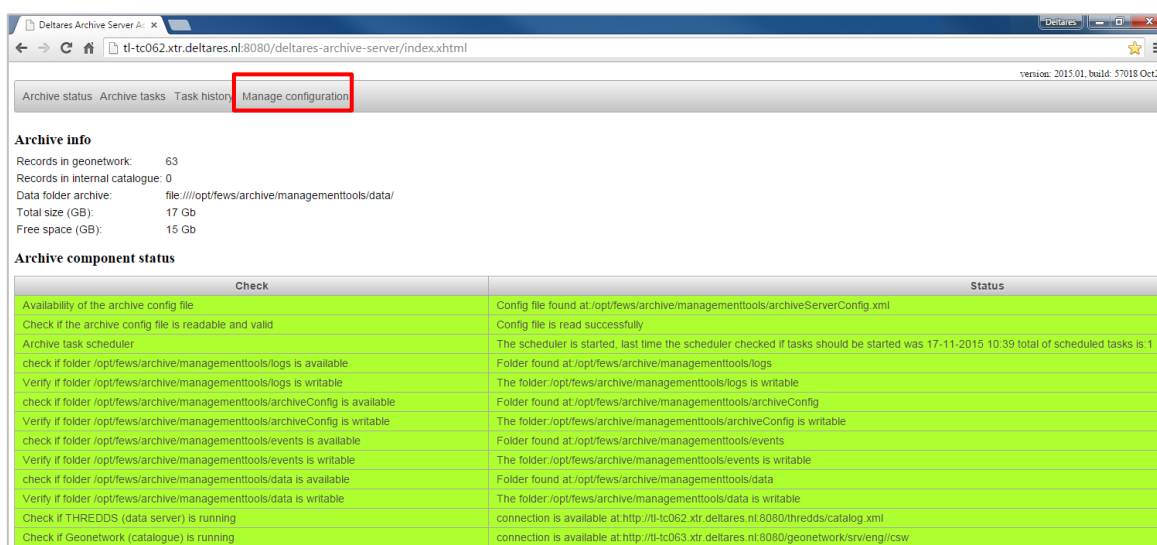 Deltares Archive Server Ad
Deltares
tl-tc062.xtr.deltares.nl:8080/deltares-archive-server/index.xhtml
version: 2015.01, build: 57018 Oct2
Archive status Archive tasks Task history Manage configuration
Archive info
Records in geonetwork: 63
Records in internal catalogue: 0
Data folder archive: file:////opt/fews/archive/managementtools/data/
Total size (GB): 17 Gb
Free space (GB): 15 Gb
Archive component status
Check Status
Availability of the archive config file Config file found at:/opt/fews/archive/managementtools/archiveServerConfig.xml
Check if the archive config file is readable and valid Config file is read successfully
Archive task scheduler The scheduler is started, last time the scheduler checked if tasks should be started was 17-11-2015 10:39 total of scheduled tasks is:1
check if folder /opt/fews/archive/managementtools/logs is available Folder found at:/opt/fews/archive/managementtools/logs
Verify if folder /opt/fews/archive/managementtools/logs is writable The folder:/opt/fews/archive/managementtools/logs is writable
check if folder /opt/fews/archive/managementtools/archiveConfig is available Folder found at:/opt/fews/archive/managementtools/archiveConfig
Verify if folder /opt/fews/archive/managementtools/archiveConfig is writable The folder:/opt/fews/archive/managementtools/archiveConfig is writable
check if folder /opt/fews/archive/managementtools/events is available Folder found at:/opt/fews/archive/managementtools/events
Verify if folder /opt/fews/archive/managementtools/events is writable The folder:/opt/fews/archive/managementtools/events is writable
check if folder /opt/fews/archive/managementtools/data is available Folder found at:/opt/fews/archive/managementtools/data
Verify if folder /opt/fews/archive/managementtools/data is writable The folder:/opt/fews/archive/managementtools/data is writable
Check if THREDDS (data server) is running connection is available at:http://tl-tc062.xtr.deltares.nl:8080/thredds/catalog.xml
Check if Geonetwork (catalogue) is running connection is available at:http://tl-tc063.xtr.deltares.nl:8080/geonetwork/srv/eng//csw